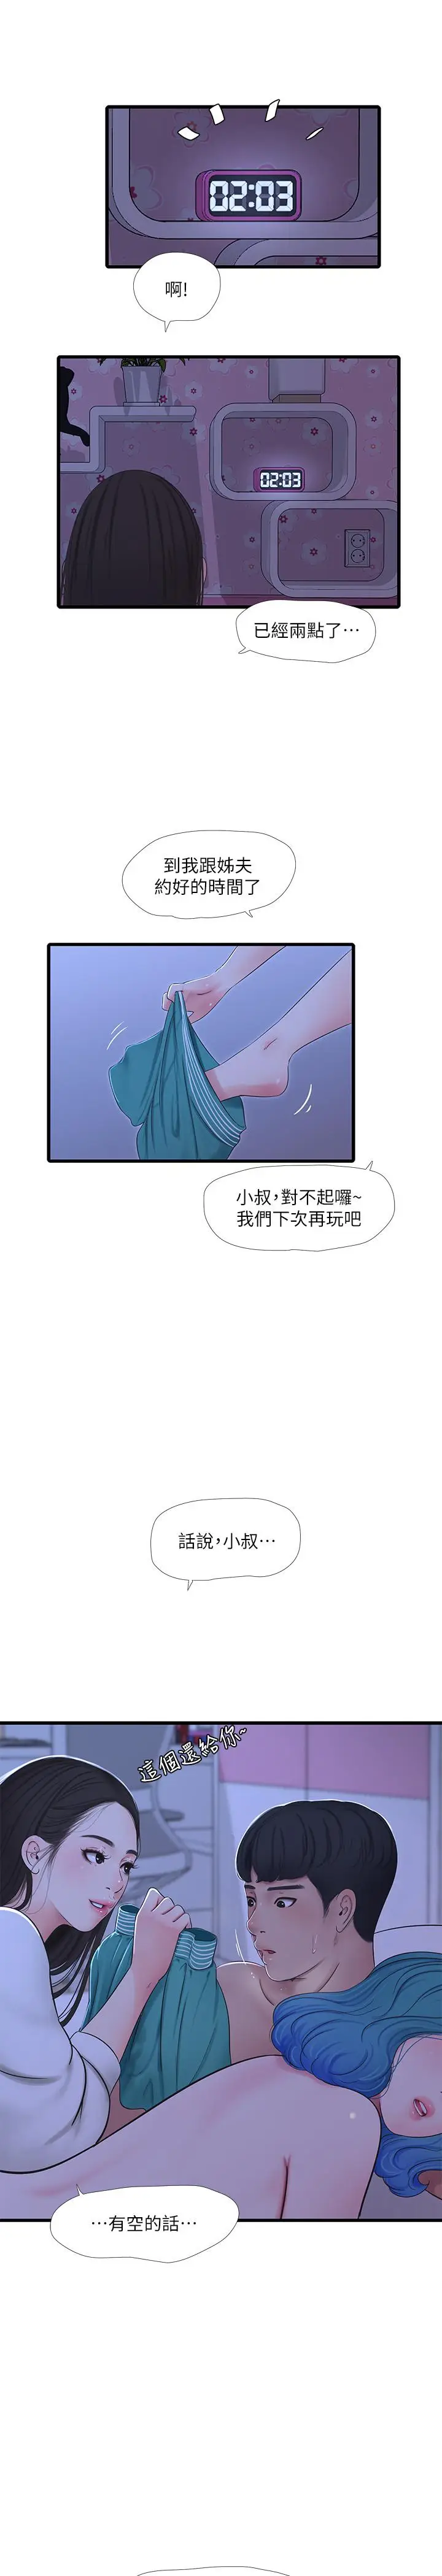 02:03
啊!
02:03
已經兩點了…
到我跟姊夫
約好的時間了
小叔,對不起囉~
我們下次再玩吧
話說,小叔…
這個還給你~
…有空的話…